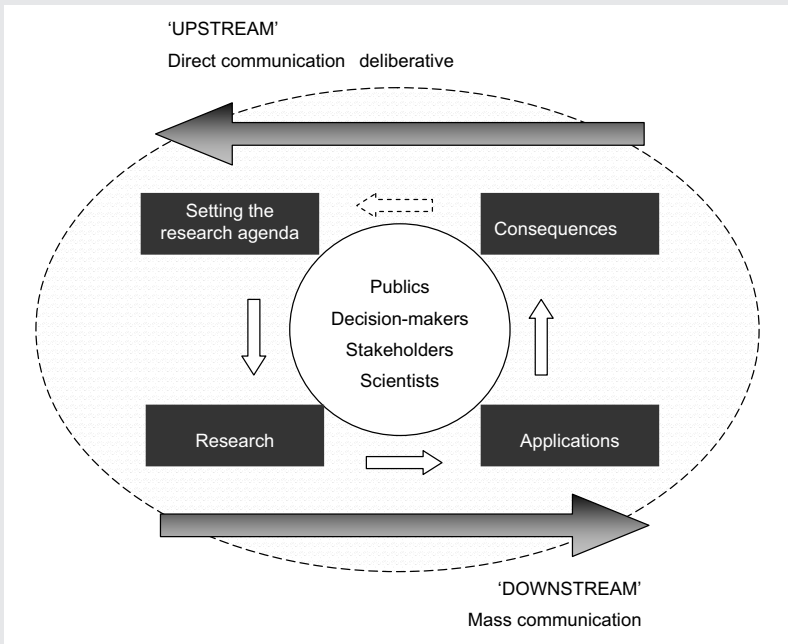 ‘UPSTREAM’
Direct communication deliberative
Setting the
research agenda
Consequences
Publics
Decision-makers
Stakeholders
Scientists
Research
Applications
‘DOWNSTREAM’
Mass communication